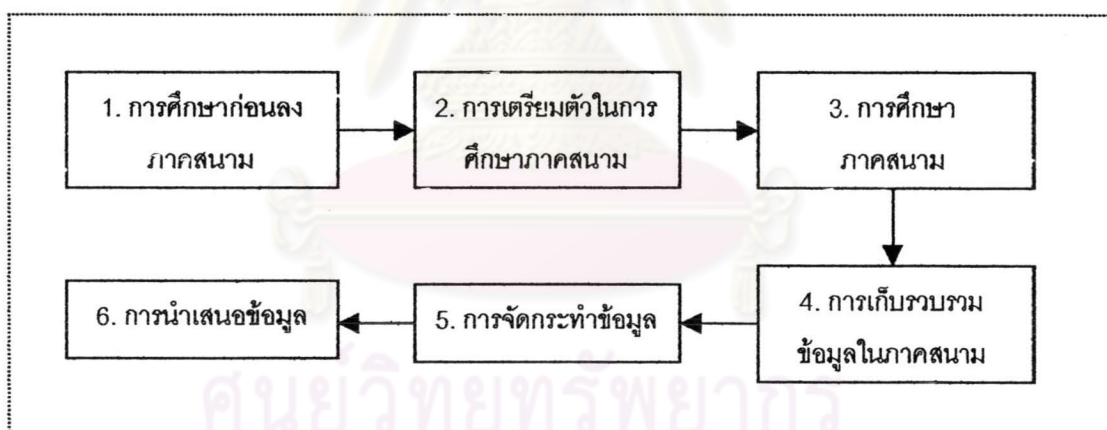 1. การศึกษาก่อนลง
ภาคสนาม
2. การเตรียมตัวในการ
ศึกษาภาคสนาม
3. การศึกษา
ภาคสนาม
4. การเก็บรวบรวม
ข้อมูลในภาคสนาม
5. การจัดกระทำข้อมูล
6. การนำเสนอข้อมูล
ศูนย์วิทยทรัพยากร